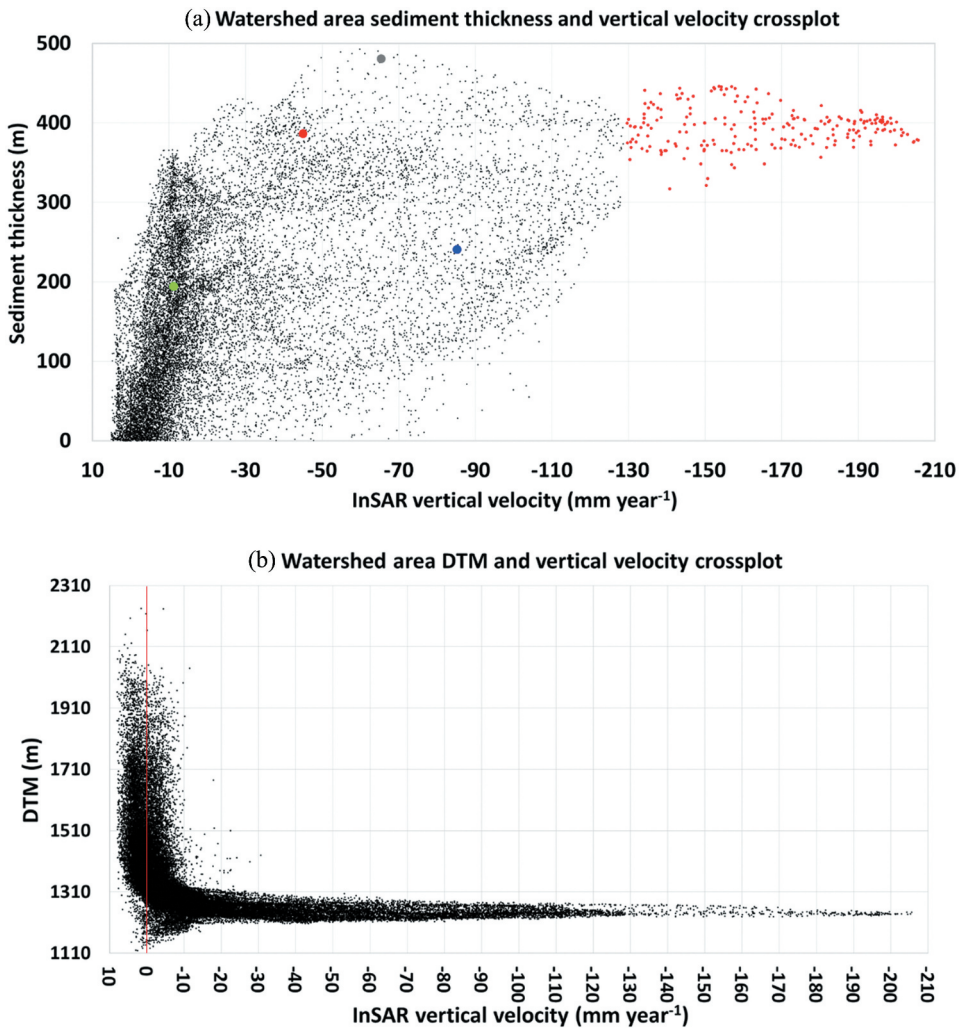 (a) Watershed area sediment thickness and vertical velocity crossplot
Sediment thickness (m)
500
400
300
200
100
0
10 -10 -30 -50 -70 -90 -110 -130 -150 -170 -190 -210
InSAR vertical velocity (mm year-1)
(b) Watershed area DTM and vertical velocity crossplot
DTM (m)
2310
2110
1910
1710
1510
1310
1110
10 0 -10 -20 -30 -40 -50 -60 -70 -80 -90 -100 -110 -120 -130 -140 -150 -160 -170 -180 -190 -200 -210
InSAR vertical velocity (mm year-1)